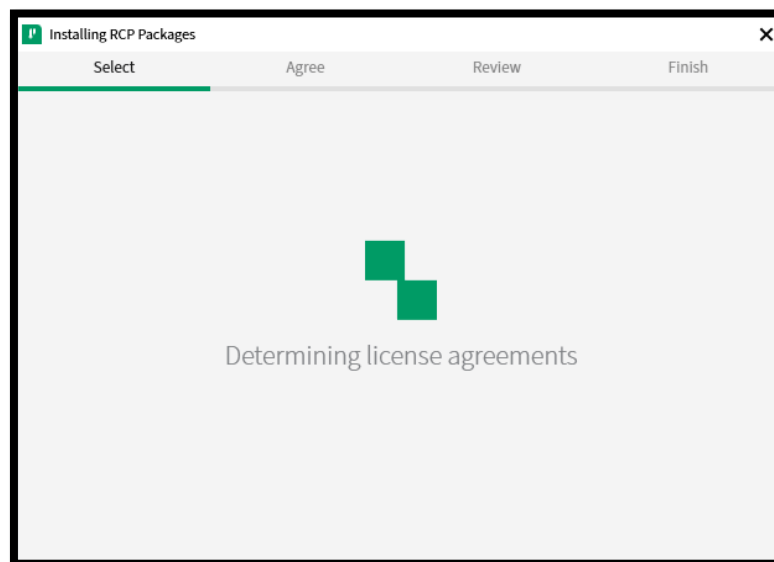 Installing RCP Packages
Select Agree Review Finish
Determining license agreements